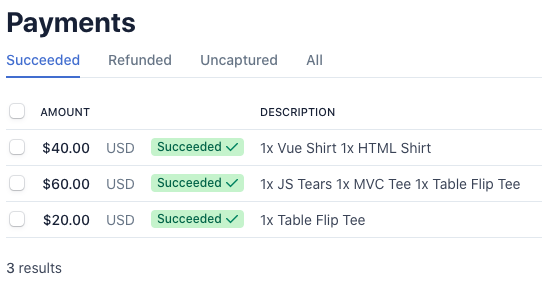 Payments
Succeeded Refunded Uncaptured All
AMOUNT DESCRIPTION
$40.00 USD Succeeded 1x Vue Shirt 1x HTML Shirt
$60.00 USD Succeeded 1x JS Tears 1x MVC Tee 1x Table Flip Tee
$20.00 USD Succeeded 1x Table Flip Tee
3 results